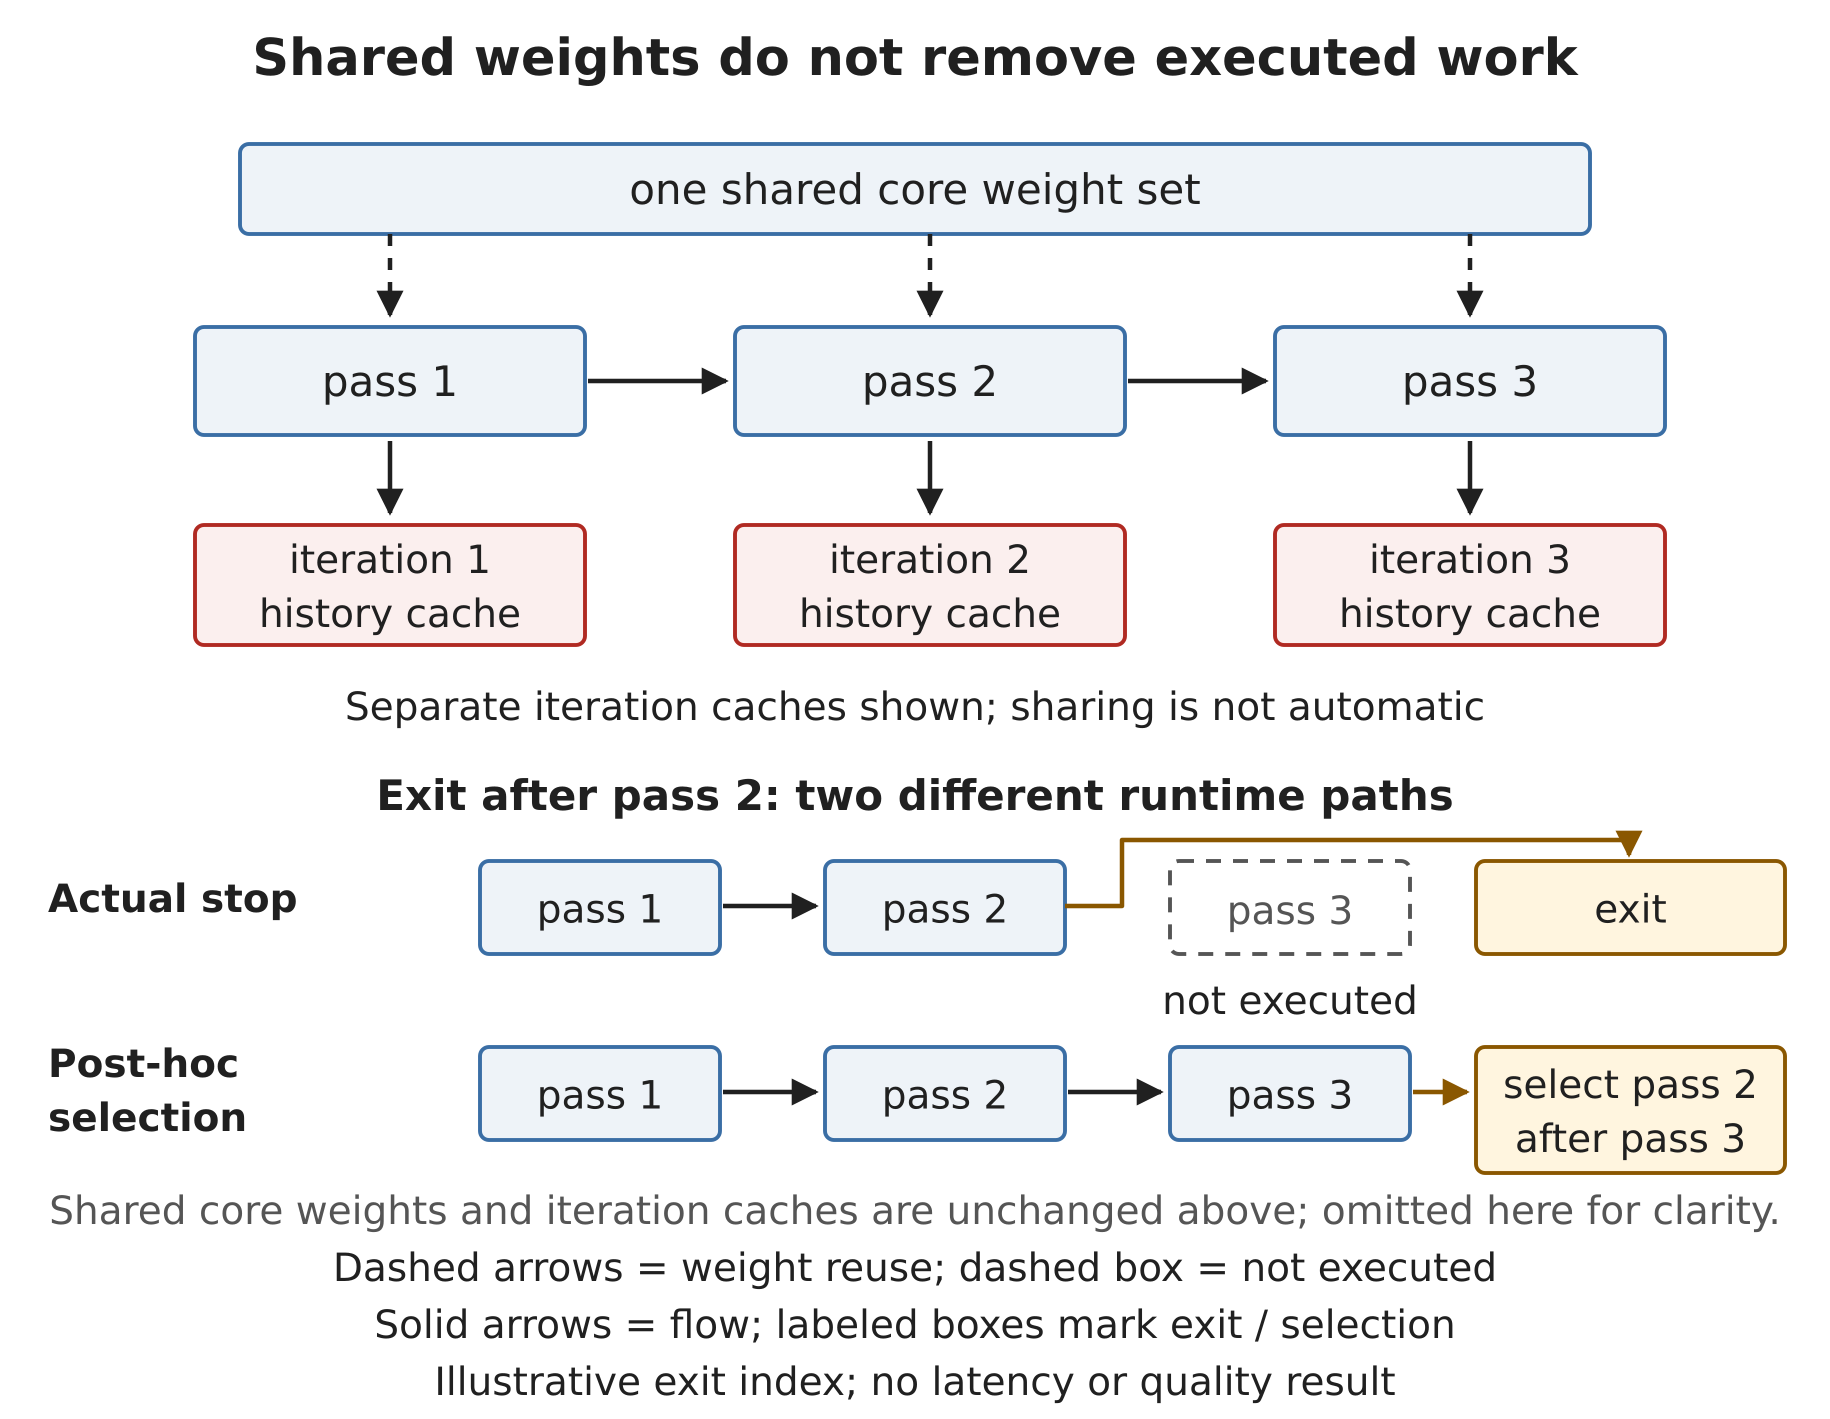 Shared weights do not remove executed work
one shared core weight set
pass 1
pass 2
pass 3
iteration 1
history cache
iteration 2
history cache
iteration 3
history cache
Separate iteration caches shown; sharing is not automatic
Exit after pass 2: two different runtime paths
Actual stop
pass 1
pass 2
pass 3
exit
not executed
Post-hoc
selection
pass 1
pass 2
pass 3
select pass 2
after pass 3
Shared core weights and iteration caches are unchanged above; omitted here for clarity.
Dashed arrows = weight reuse; dashed box = not executed
Solid arrows = flow; labeled boxes mark exit / selection
Illustrative exit index; no latency or quality result